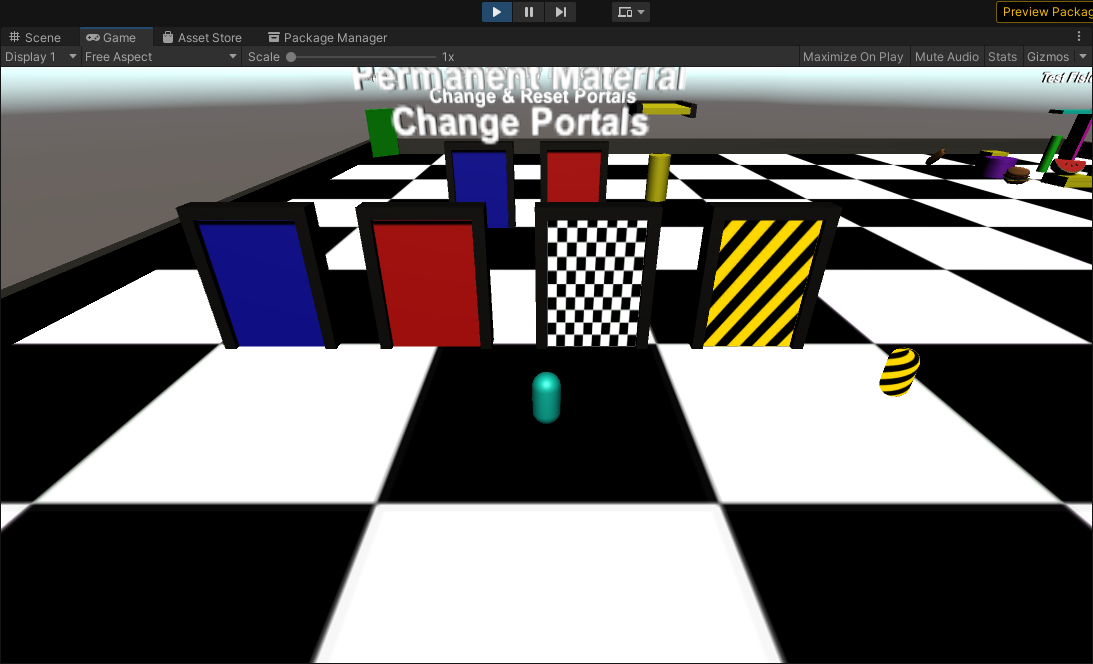 Preview Packag
Scene Game Asset Store Package Manager
Display 1 Free Aspect Scale 1x Maximize On Play Mute Audio Stats Gizmos
Permanent Material
Change & Reset Portals
Change Portals
Test